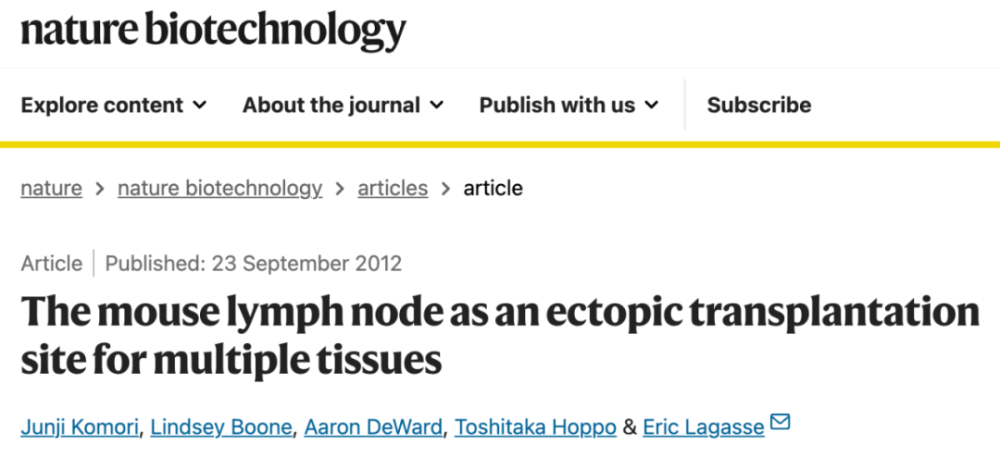 nature biotechnology
Explore content About the journal Publish with us Subscribe
nature > nature biotechnology > articles > article
Article | Published: 23 September 2012
The mouse lymph node as an ectopic transplantation
site for multiple tissues
Junji Komori, Lindsey Boone, Aaron DeWard, Toshitaka Hoppo & Eric Lagasse